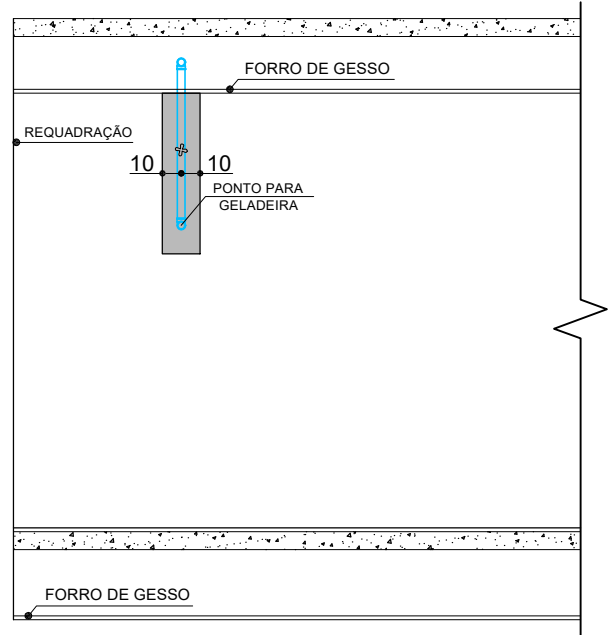 FORRO DE GESSO
REQUADRAÇÃO
10
10
PONTO PARA
GELADEIRA
FORRO DE GESSO